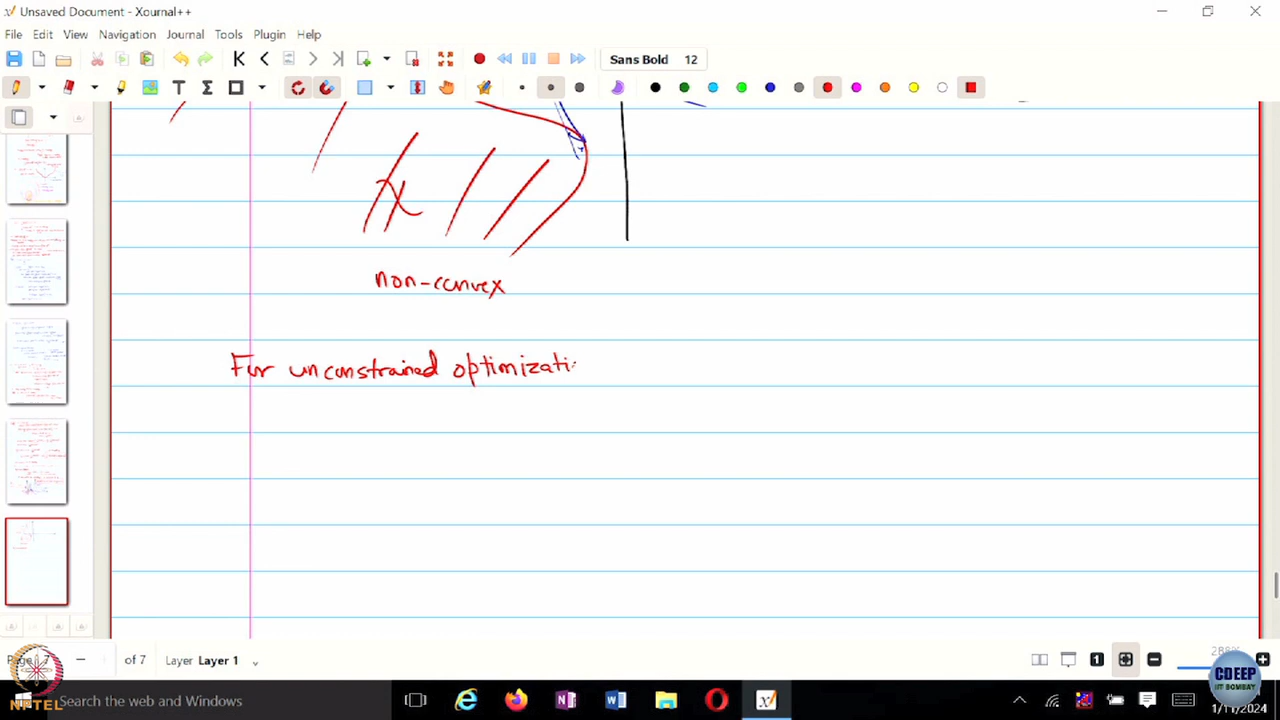 Unsaved Document - Xournal++
File Edit View Navigation Journal Tools Plugin Help
Sans Bold 12
x
non-convex
For unconstrained optimizati
of 7 Layer Layer 1
NPTEL
Search the web and Windows
CDEEP
IIT BOMBAY
1/11/2024